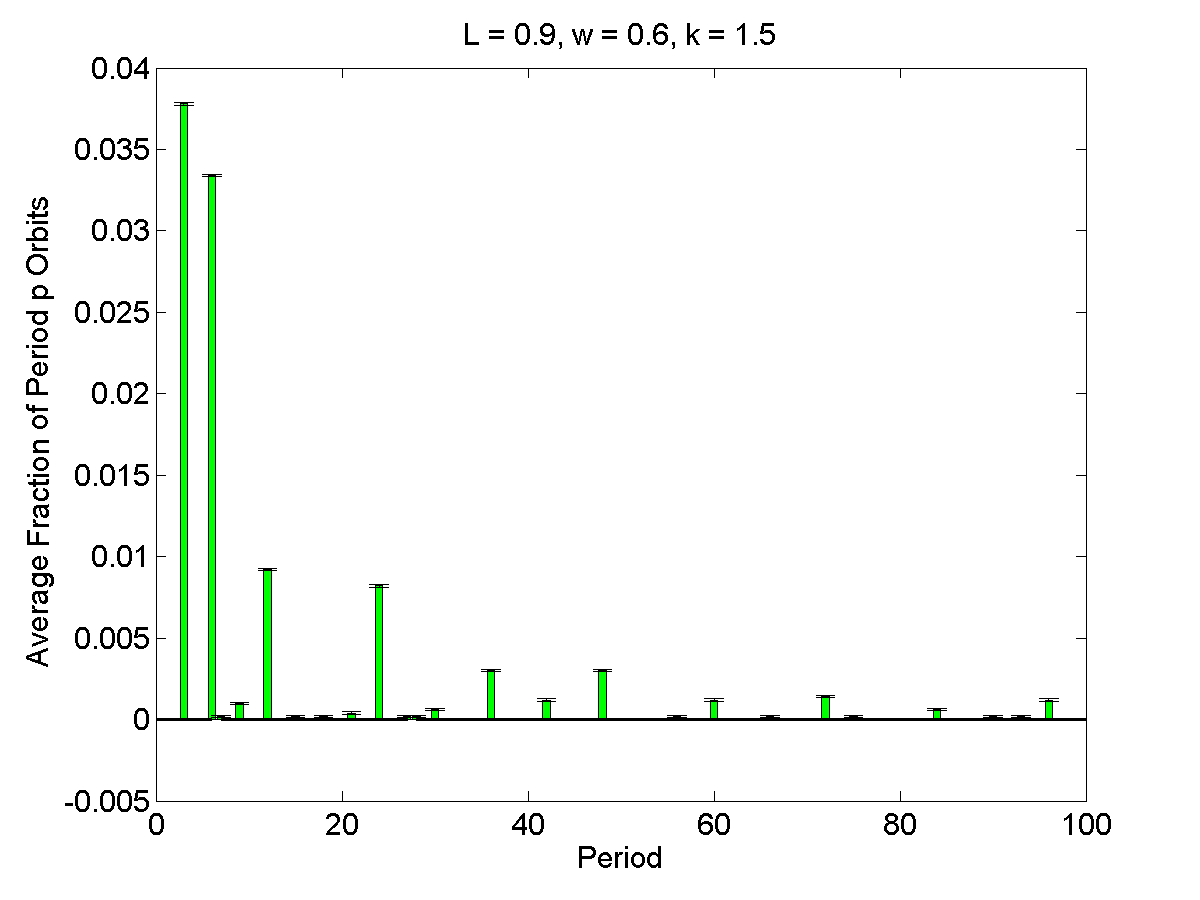 L = 0.9, w = 0.6, k = 1.5
0.04
0.035
0.03
0.025
0.02
0.015
0.01
0.005
0
-0.005
Average Fraction of Period p Orbits
0 20 40 60 80 100
Period